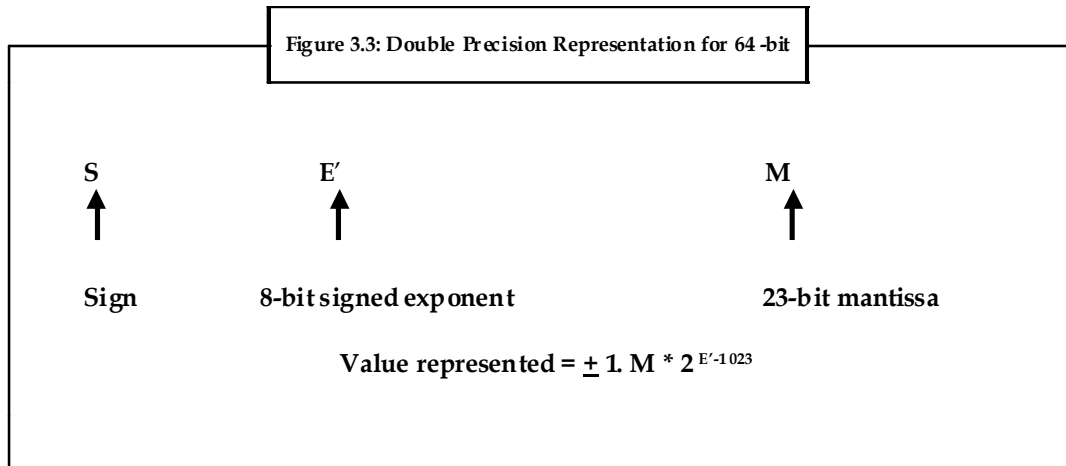 Figure 3.3: Double Precision Representation for 64-bit
S E′ M
Sign 8-bit signed exponent 23-bit mantissa
Value represented = ± 1. M * 2 E′-1023